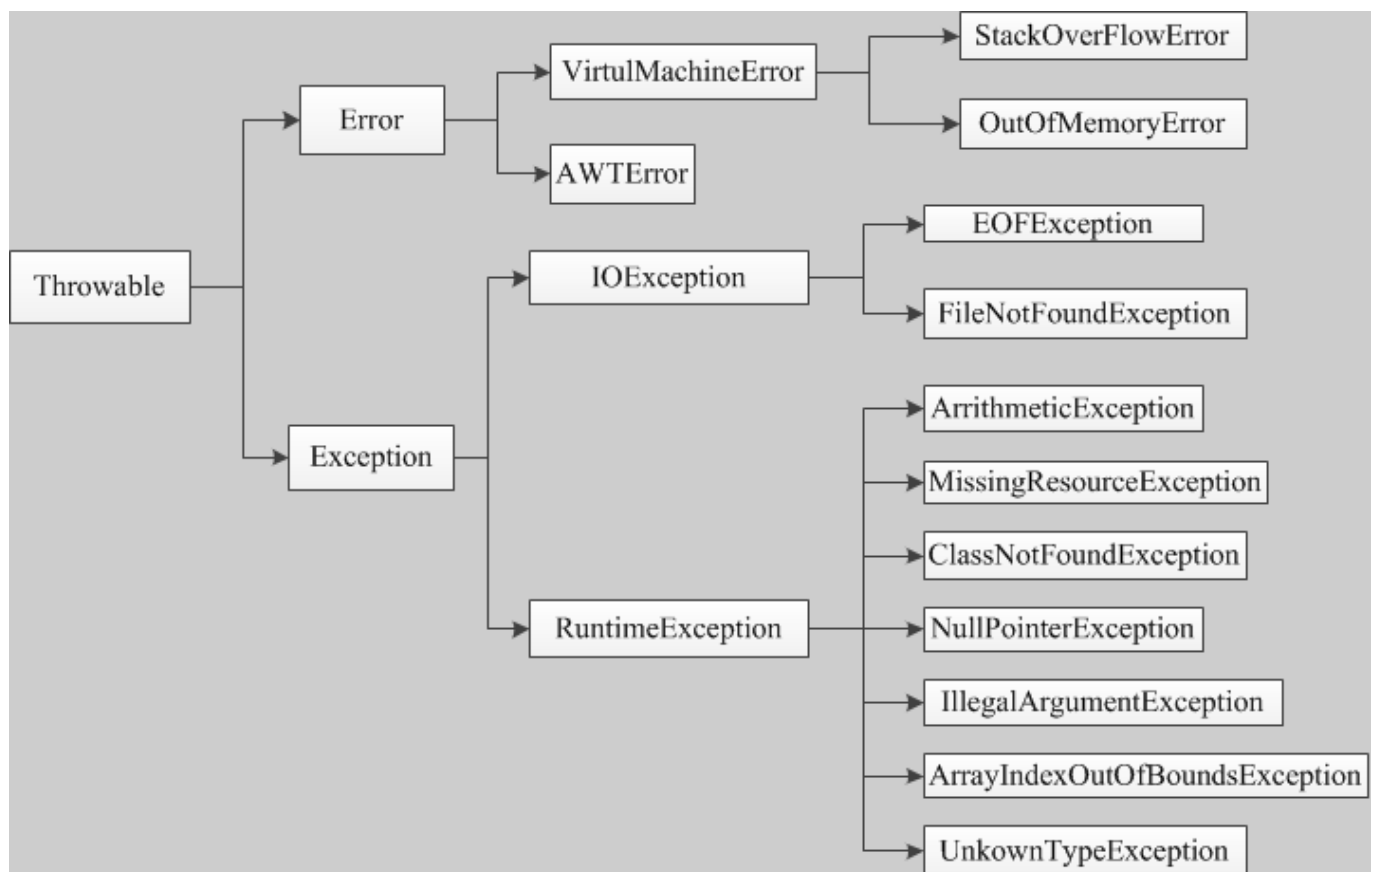 StackOverFlowError
VirtulMachineError
Error
OutOfMemoryError
AWTError
EOFException
IOException
Throwable
FileNotFoundException
ArrithmeticException
Exception
MissingResourceException
ClassNotFoundException
RuntimeException
NullPointerException
IllegalArgumentException
ArrayIndexOutOfBoundsException
UnkownTypeException